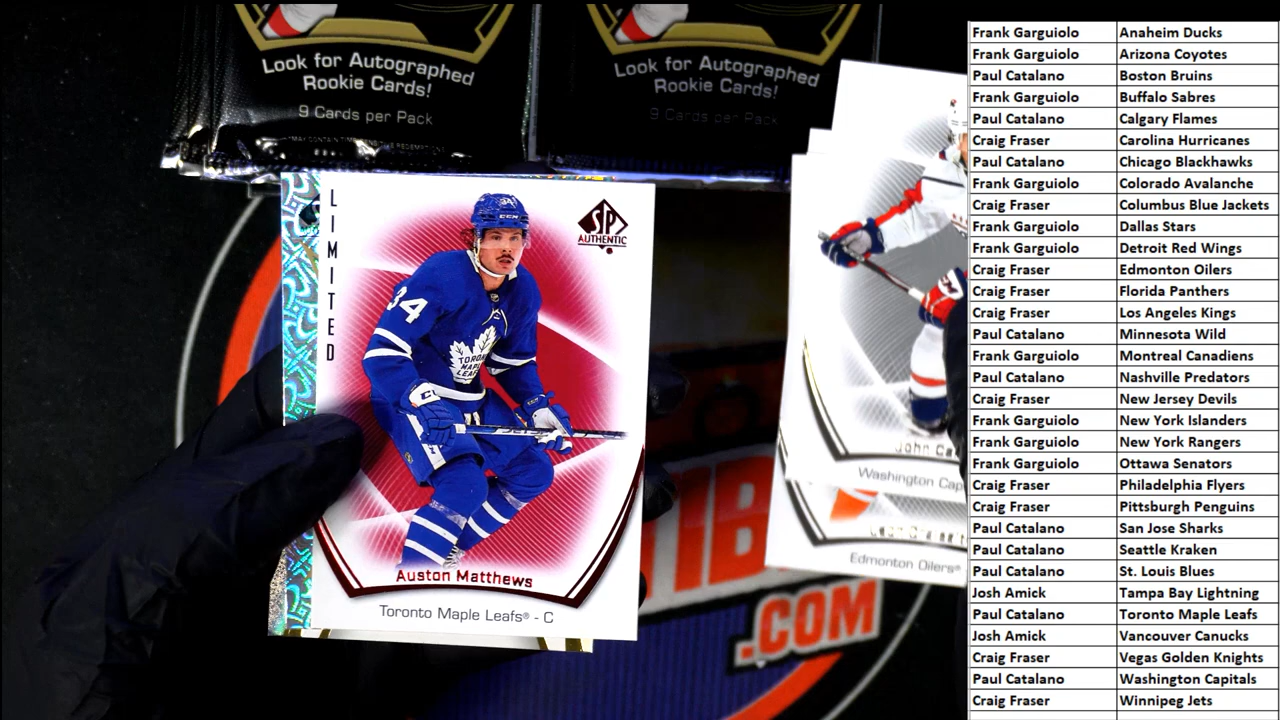 Look for Autographed
Rookie Cards!
9 Cards per Pack
Look for Autographed
Rookie Cards!
9 Cards per Pack
LIMITED
34
CCM
SP
AUTHENTIC
34
TORONTO
MAPLE
LEAFS
Auston Matthews
Toronto Maple Leafs® - C
John Ca
Washington Cap
Edmonton Oilers®
.COM
Frank Garguiolo Anaheim Ducks
Frank Garguiolo Arizona Coyotes
Paul Catalano Boston Bruins
Frank Garguiolo Buffalo Sabres
Paul Catalano Calgary Flames
Craig Fraser Carolina Hurricanes
Paul Catalano Chicago Blackhawks
Frank Garguiolo Colorado Avalanche
Craig Fraser Columbus Blue Jackets
Frank Garguiolo Dallas Stars
Frank Garguiolo Detroit Red Wings
Craig Fraser Edmonton Oilers
Craig Fraser Florida Panthers
Craig Fraser Los Angeles Kings
Paul Catalano Minnesota Wild
Frank Garguiolo Montreal Canadiens
Paul Catalano Nashville Predators
Craig Fraser New Jersey Devils
Frank Garguiolo New York Islanders
Frank Garguiolo New York Rangers
Frank Garguiolo Ottawa Senators
Craig Fraser Philadelphia Flyers
Craig Fraser Pittsburgh Penguins
Paul Catalano San Jose Sharks
Paul Catalano Seattle Kraken
Paul Catalano St. Louis Blues
Josh Amick Tampa Bay Lightning
Paul Catalano Toronto Maple Leafs
Josh Amick Vancouver Canucks
Craig Fraser Vegas Golden Knights
Paul Catalano Washington Capitals
Craig Fraser Winnipeg Jets